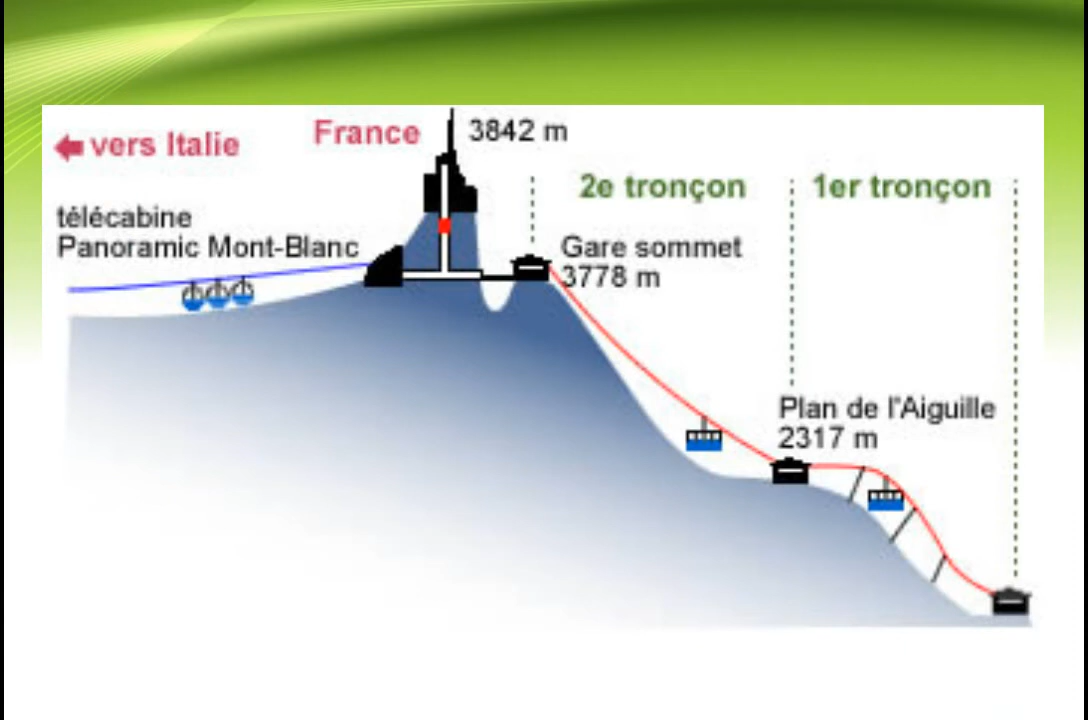 vers Italie
France
3842 m
2e tronçon
1er tronçon
télécabine
Panoramic Mont-Blanc
Gare sommet
3778 m
Plan de l'Aiguille
2317 m